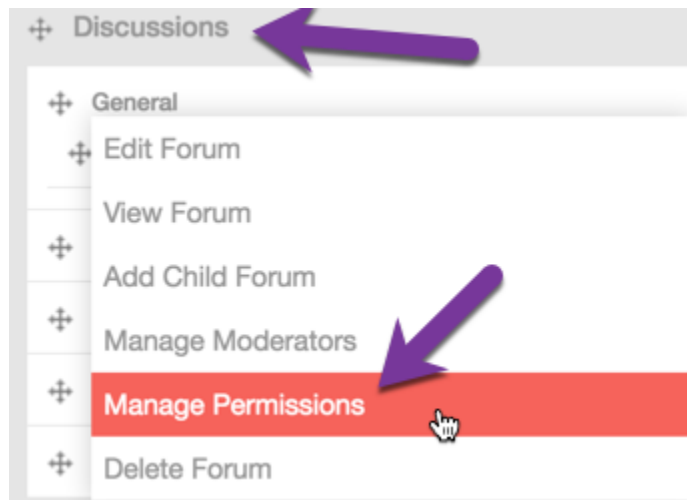 Discussions
General
Edit Forum
View Forum
Add Child Forum
Manage Moderators
Manage Permissions
Delete Forum